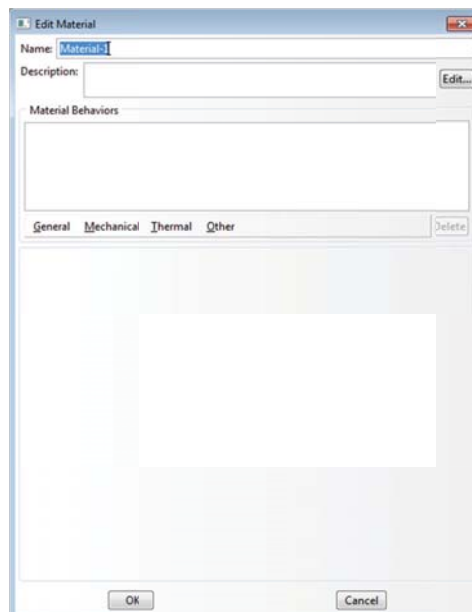 Edit Material
Name: Material-1
Description:
Edit...
Material Behaviors
General Mechanical Thermal Other Delete
OK Cancel